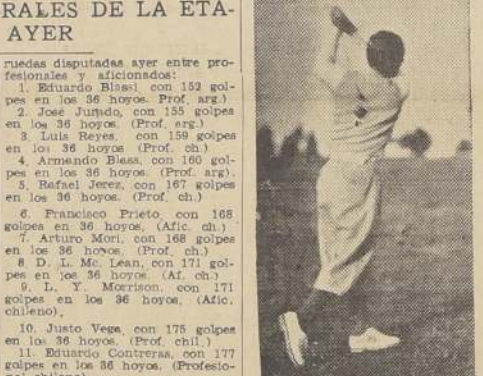 RALES DE LA ETA-
AYER
ruedas disputadas ayer entre pro-
fesionales y aficionados:
1. Eduardo Blassi, con 152 gol-
pes en los 36 hoyos. Prof. arg.)
2. José Jurado, con 155 golpes
en los 36 hoyos. (Prof. arg.)
3. Luis Reyes, con 159 golpes
en los 36 hoyos. (Prof. ch.)
4. Armando Blass, con 160 gol-
pes en los 36 hoyos. (Prof. arg).
5. Rafael Jerez, con 167 golpes
en los 36 hoyos. (Prof. ch.)
6. Francisco Prieto, con 168
golpes en 36 hoyos, (Afic. ch.)
7. Arturo Mori, con 168 golpes
en los 36 hoyos, (Prof. ch.)
8. D. L. Mc. Lean, con 171 gol-
pes en los 36 hoyos. (Af. ch.)
9. L. Y. Morrison, con 171
golpes en los 36 hoyos, (Afic.
chileno),
10. Justo Vega, con 175 golpes
en los 36 hoyos. (Prof. chil.)
11. Eduardo Contreras, con 177
golpes en los 36 hoyos. (Profesio-